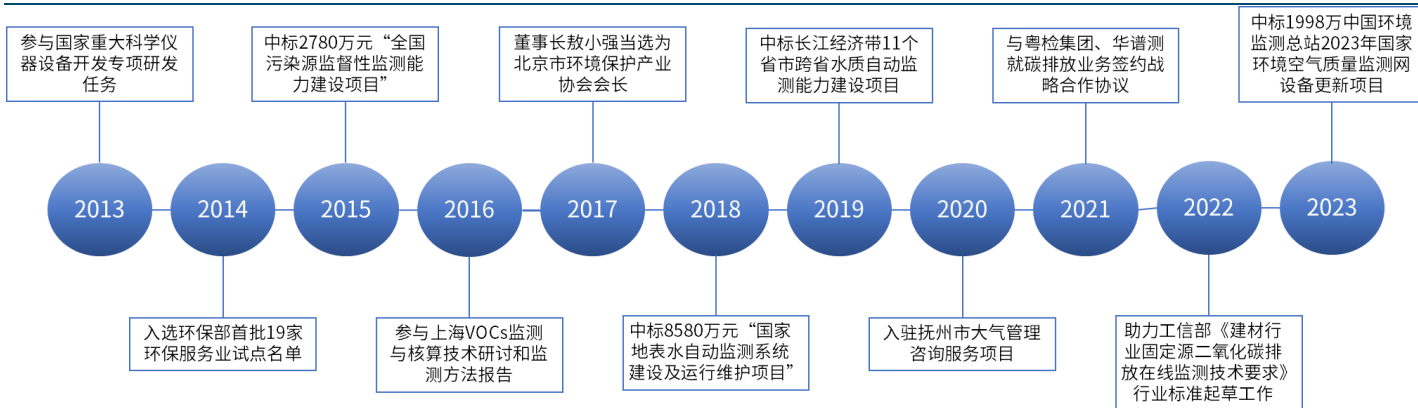 参与国家重大科学仪
器设备开发专项研发
任务
中标2780万元“全国
污染源监督性监测能
力建设项目”
董事长敖小强当选为
北京市环境保护产业
协会会长
中标长江经济带11个
省市跨省水质自动监
测能力建设项目
与粤检集团、华谱测
就碳排放业务签约战
略合作协议
中标1998万中国环境
监测总站2023年国家
环境空气质量监测网
设备更新项目
2013
2014
2015
2016
2017
2018
2019
2020
2021
2022
2023
入选环保部首批19家
环保服务业试点名单
参与上海VOCs监测
与核算技术研讨和监
测方法报告
中标8580万元“国家
地表水自动监测系统
建设及运行维护项目”
入驻抚州市大气管理
咨询服务项目
助力工信部《建材行
业固定源二氧化碳排
放在线监测技术要求》
行业标准起草工作